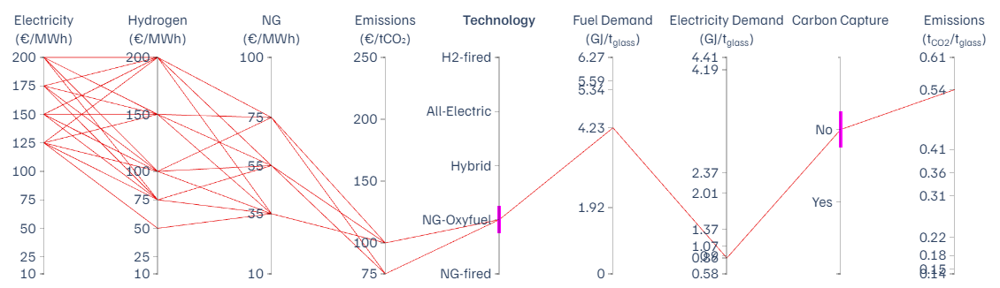 Electricity Hydrogen NG Emissions Technology Fuel Demand Electricity Demand Carbon Capture Emissions
(€/MWh) (€/MWh) (€/MWh) (€/tCO₂) (GJ/t_glass) (GJ/t_glass) (t_CO2/t_glass)
200 200 100 250 H2-fired 6.27 4.41 0.61
4.19
175 5.59
5.34 0.54
150 150 75 200 All-Electric
125 4.23 No
100 100 55 150 Hybrid 2.37 0.41
0.36
75 75 2.01 0.31
35 1.92 Yes
50 50 100 NG-Oxyfuel 1.37 0.22
1.07 0.18
25 25 0.86 0.15
10 10 10 75 NG-fired 0 0.58 0.14